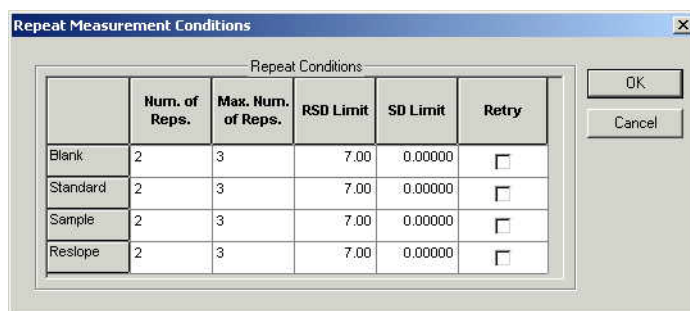 Repeat Measurement Conditions
Repeat Conditions
Num. of Reps. Max. Num. of Reps. RSD Limit SD Limit Retry
Blank 2 3 7.00 0.00000
Standard 2 3 7.00 0.00000
Sample 2 3 7.00 0.00000
Reslope 2 3 7.00 0.00000
OK
Cancel